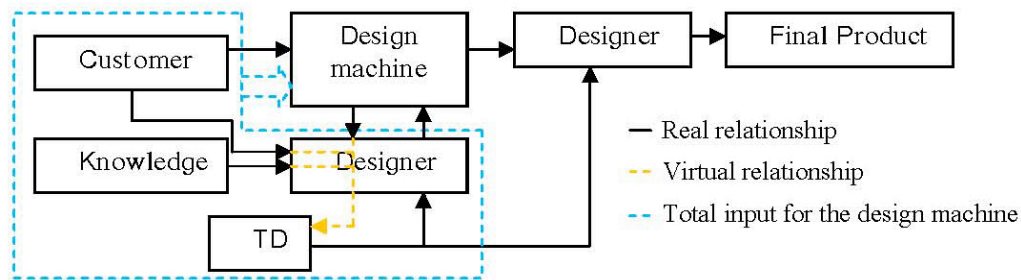 Customer
Design
machine
Designer
Final Product
Knowledge
Designer
TD
Real relationship
Virtual relationship
Total input for the design machine